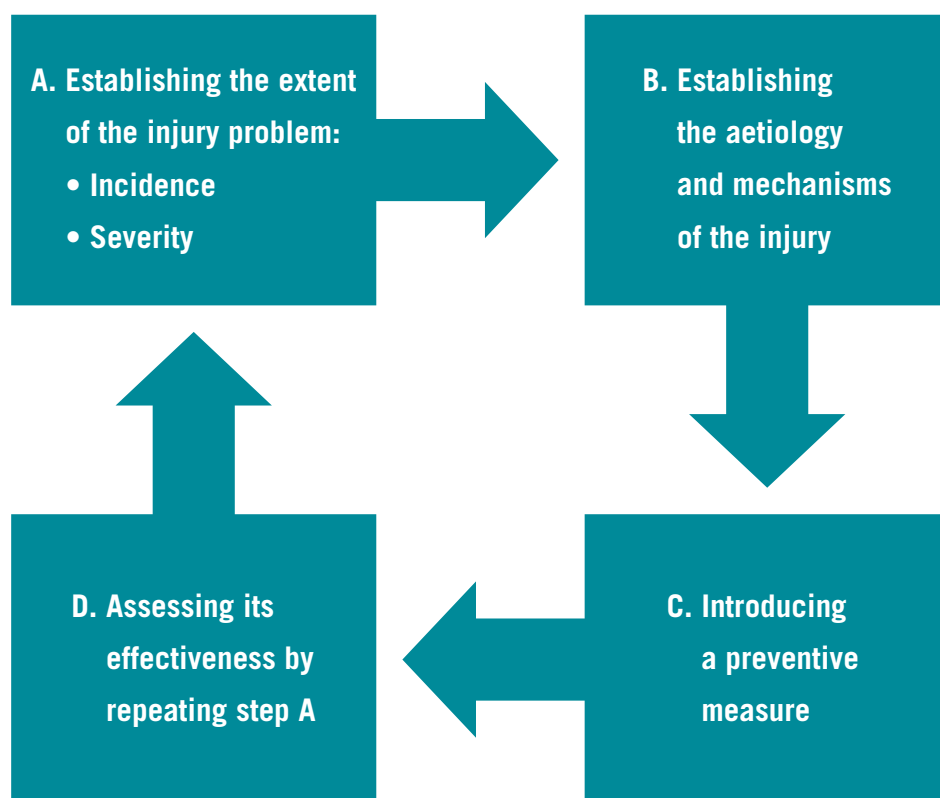 A. Establishing the extent
of the injury problem:
• Incidence
• Severity
B. Establishing
the aetiology
and mechanisms
of the injury
C. Introducing
a preventive
measure
D. Assessing its
effectiveness by
repeating step A